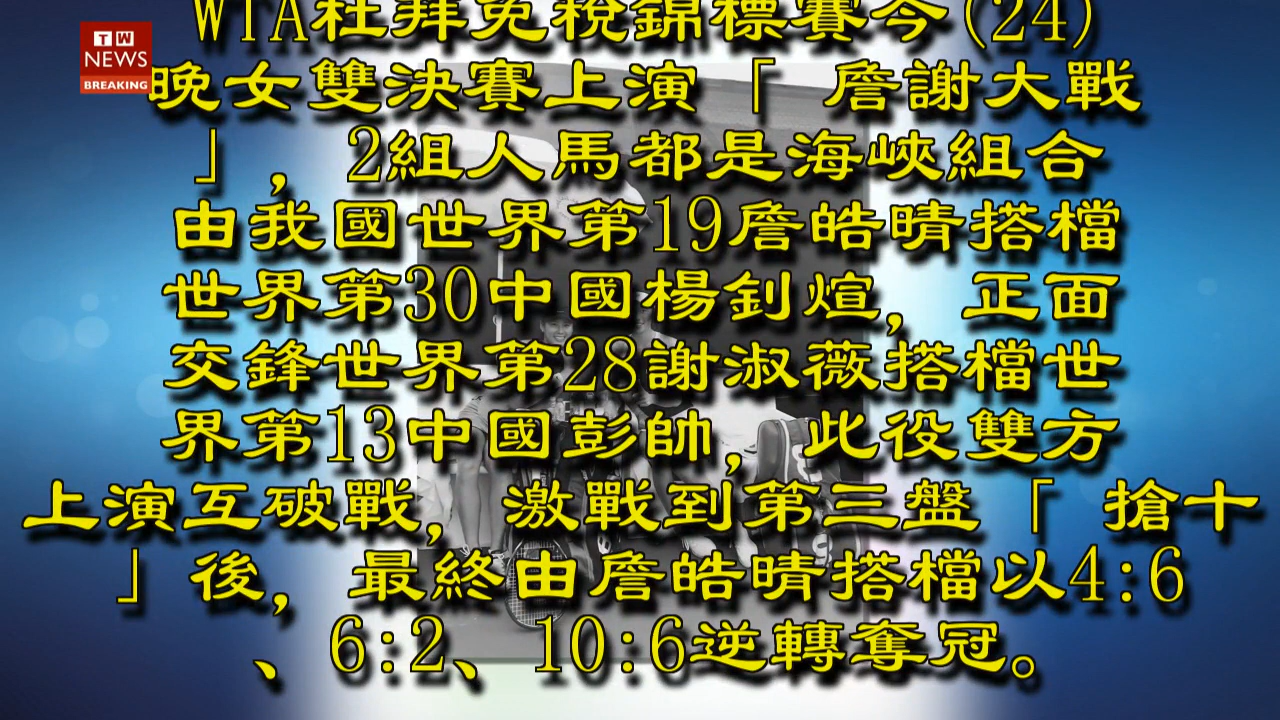 TW
NEWS
BREAKING
WTA杜拜免稅錦標賽今(24)
晚女雙決賽上演「 詹謝大戰
」, 2組人馬都是海峽組合
由我國世界第19詹皓晴搭檔
世界第30中國楊釗煊, 正面
交鋒世界第28謝淑薇搭檔世
界第13中國彭帥, 此役雙方
上演互破戰, 激戰到第三盤「 搶十
」後, 最終由詹皓晴搭檔以4:6
、6:2、10:6逆轉奪冠。